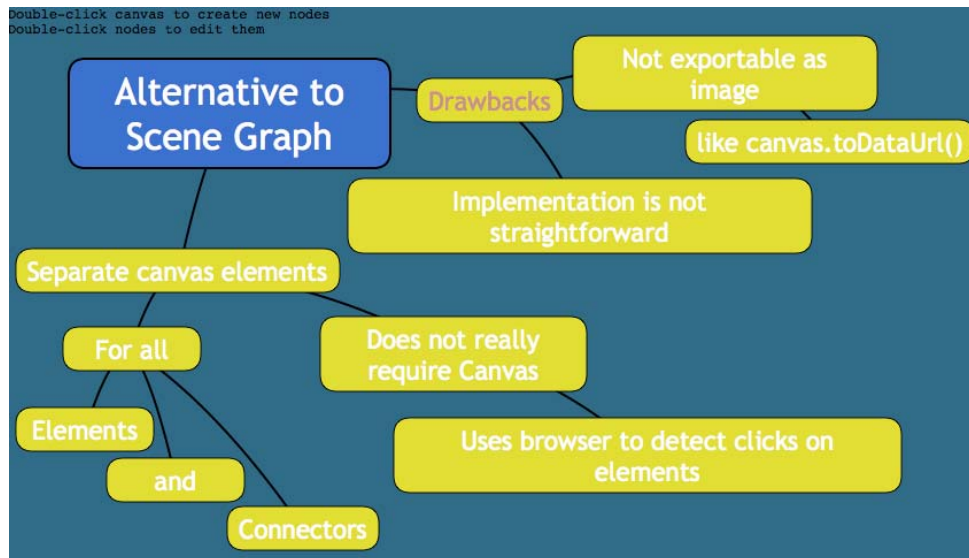 Double-click canvas to create new nodes
Double-click nodes to edit them
Alternative to
Scene Graph
Drawbacks
Not exportable as
image
like canvas.toDataUrl()
Implementation is not
straightforward
Separate canvas elements
For all
Does not really
require Canvas
Elements
Uses browser to detect clicks on
elements
and
Connectors